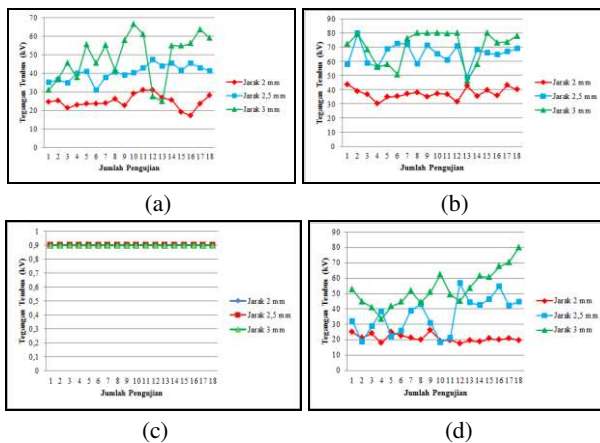 Tegangan Tembus (kV)
70
60
50
40
30
20
10
0
1 2 3 4 5 6 7 8 9 10 11 12 13 14 15 16 17 18
Jumlah Pengujian
Jarak 2 mm
Jarak 2,5 mm
Jarak 3 mm
(a)
Tegangan Tembus (kV)
90
80
70
60
50
40
30
20
10
0
1 2 3 4 5 6 7 8 9 10 11 12 13 14 15 16 17 18
Jumlah Pengujian
Jarak 2 mm
Jarak 2,5 mm
Jarak 3 mm
(b)
Tegangan Tembus (kV)
1
0,9
0,8
0,7
0,6
0,5
0,4
0,3
0,2
0,1
0
1 2 3 4 5 6 7 8 9 10 11 12 13 14 15 16 17 18
Jumlah Pengujian
Jarak 2 mm
Jarak 2,5 mm
Jarak 3 mm
(c)
Tegangan Tembus (kV)
90
80
70
60
50
40
30
20
10
0
1 2 3 4 5 6 7 8 9 10 11 12 13 14 15 16 17 18
Jumlah Pengujian
Jarak 2 mm
Jarak 2,5 mm
Jarak 3 mm
(d)